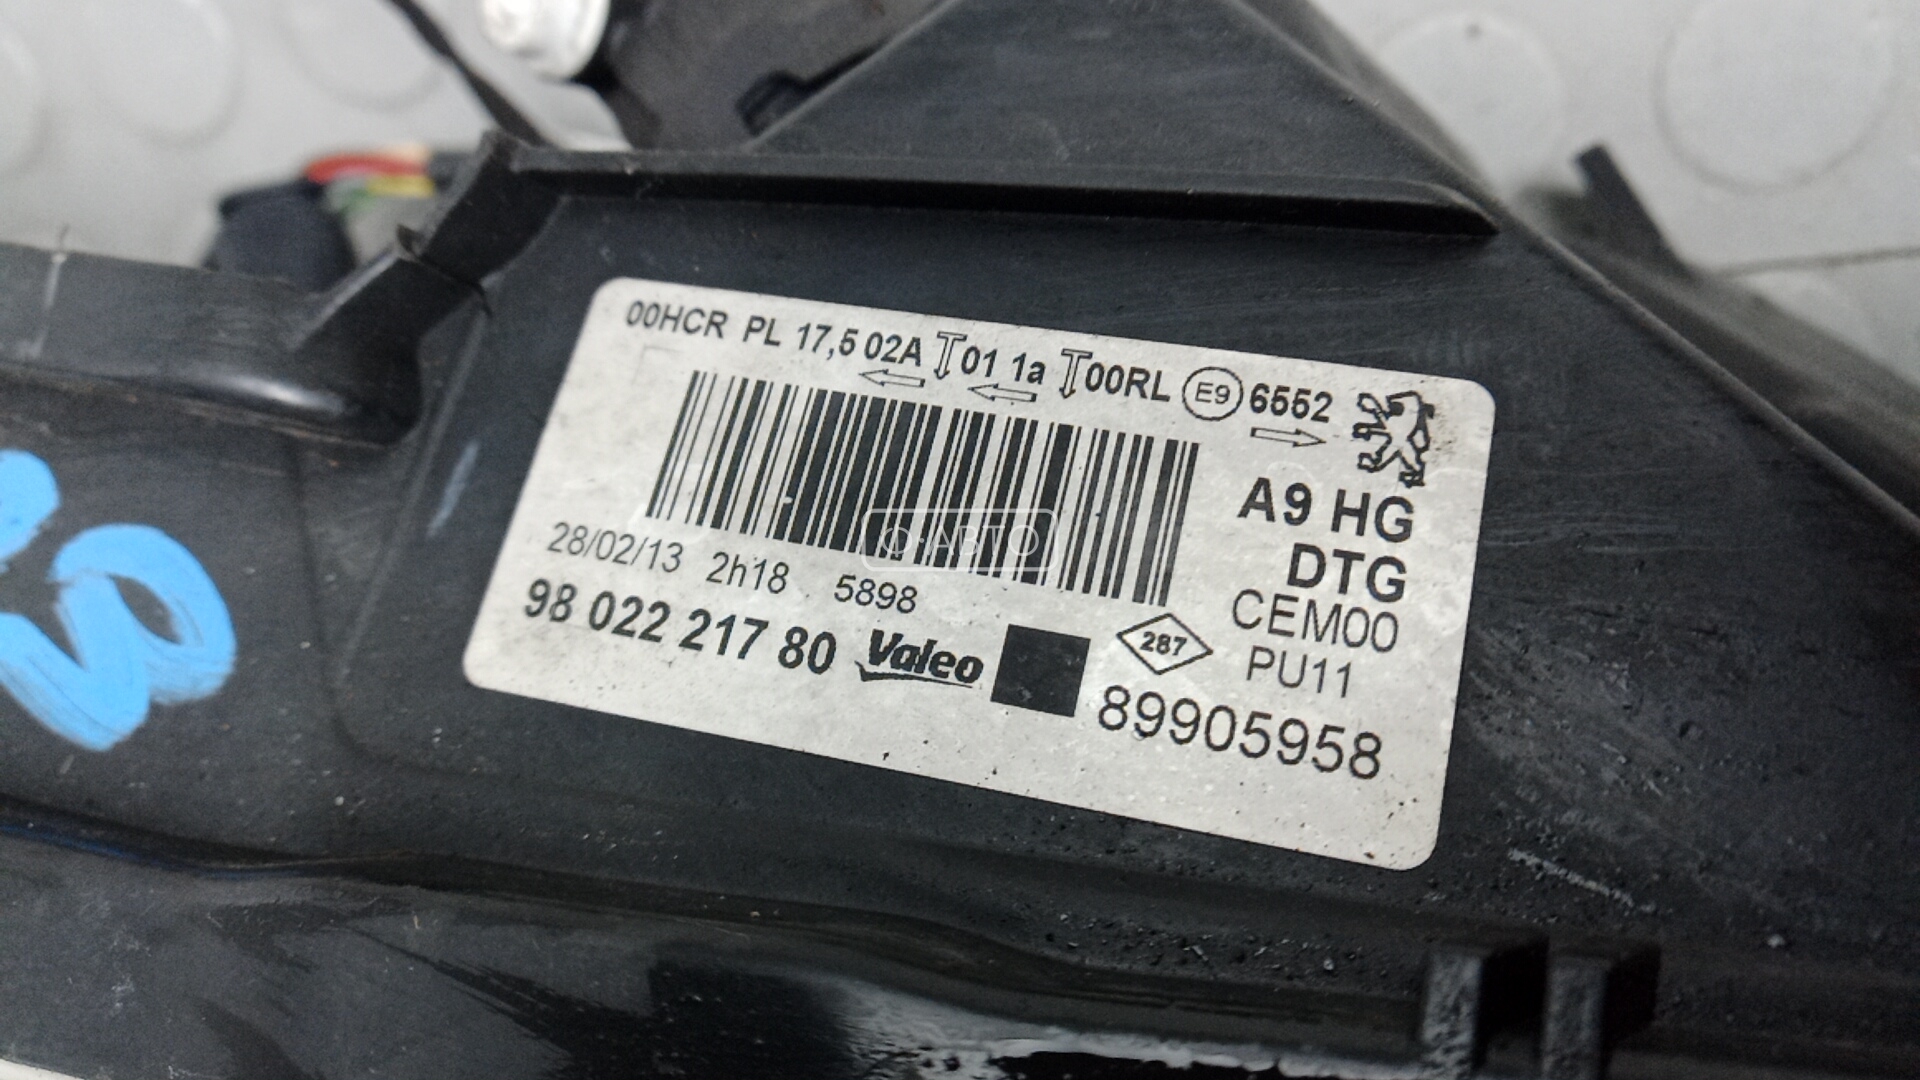 00HCR PL 17,5 02A 01 1a 00RL E9 6552
A9 HG
DTG
CEM00
PU11
28/02/13 2h18 5898
98 022 217 80 Valeo 287
89905958
Ф·АВТО